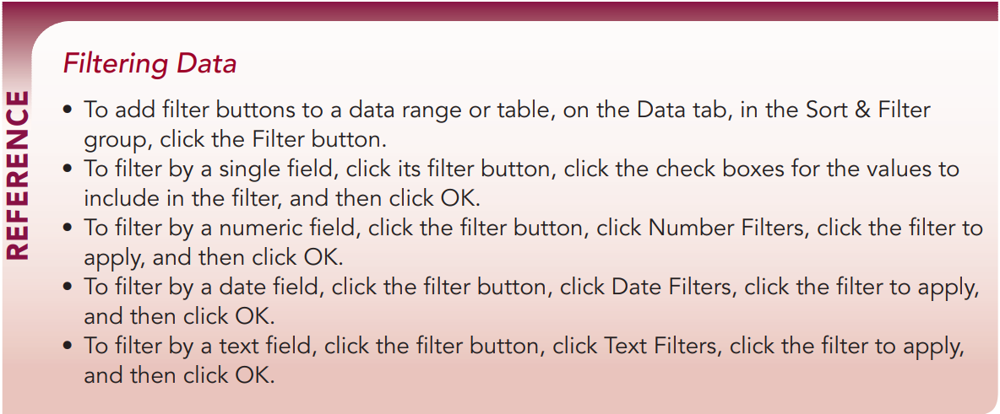 REFERENCE
Filtering Data
• To add filter buttons to a data range or table, on the Data tab, in the Sort & Filter
group, click the Filter button.
• To filter by a single field, click its filter button, click the check boxes for the values to
include in the filter, and then click OK.
• To filter by a numeric field, click the filter button, click Number Filters, click the filter to
apply, and then click OK.
• To filter by a date field, click the filter button, click Date Filters, click the filter to apply,
and then click OK.
• To filter by a text field, click the filter button, click Text Filters, click the filter to apply,
and then click OK.